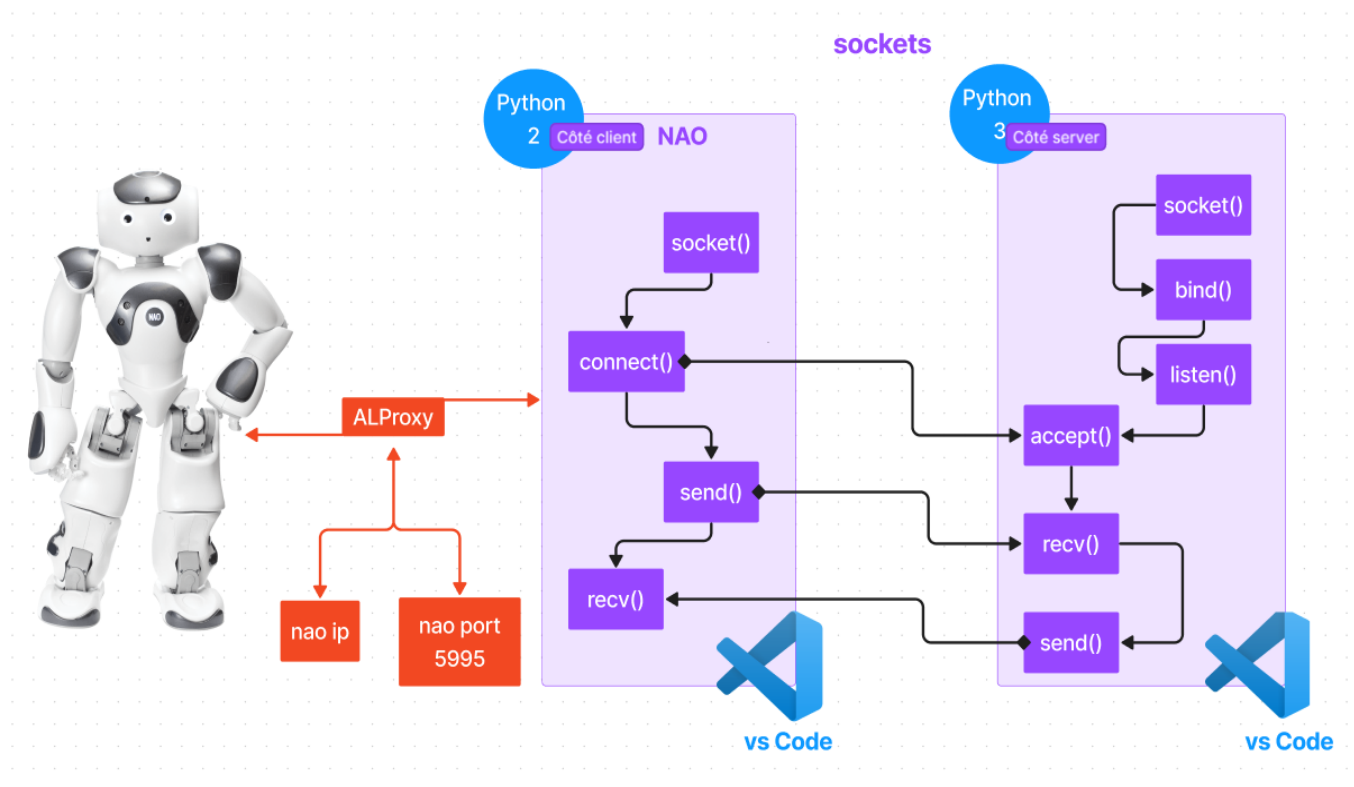 sockets
Python
2
Côté client
NAO
socket()
connect()
send()
recv()
vs Code
Python
3
Côté server
socket()
bind()
listen()
accept()
recv()
send()
vs Code
NAO
ALProxy
nao ip
nao port
5995